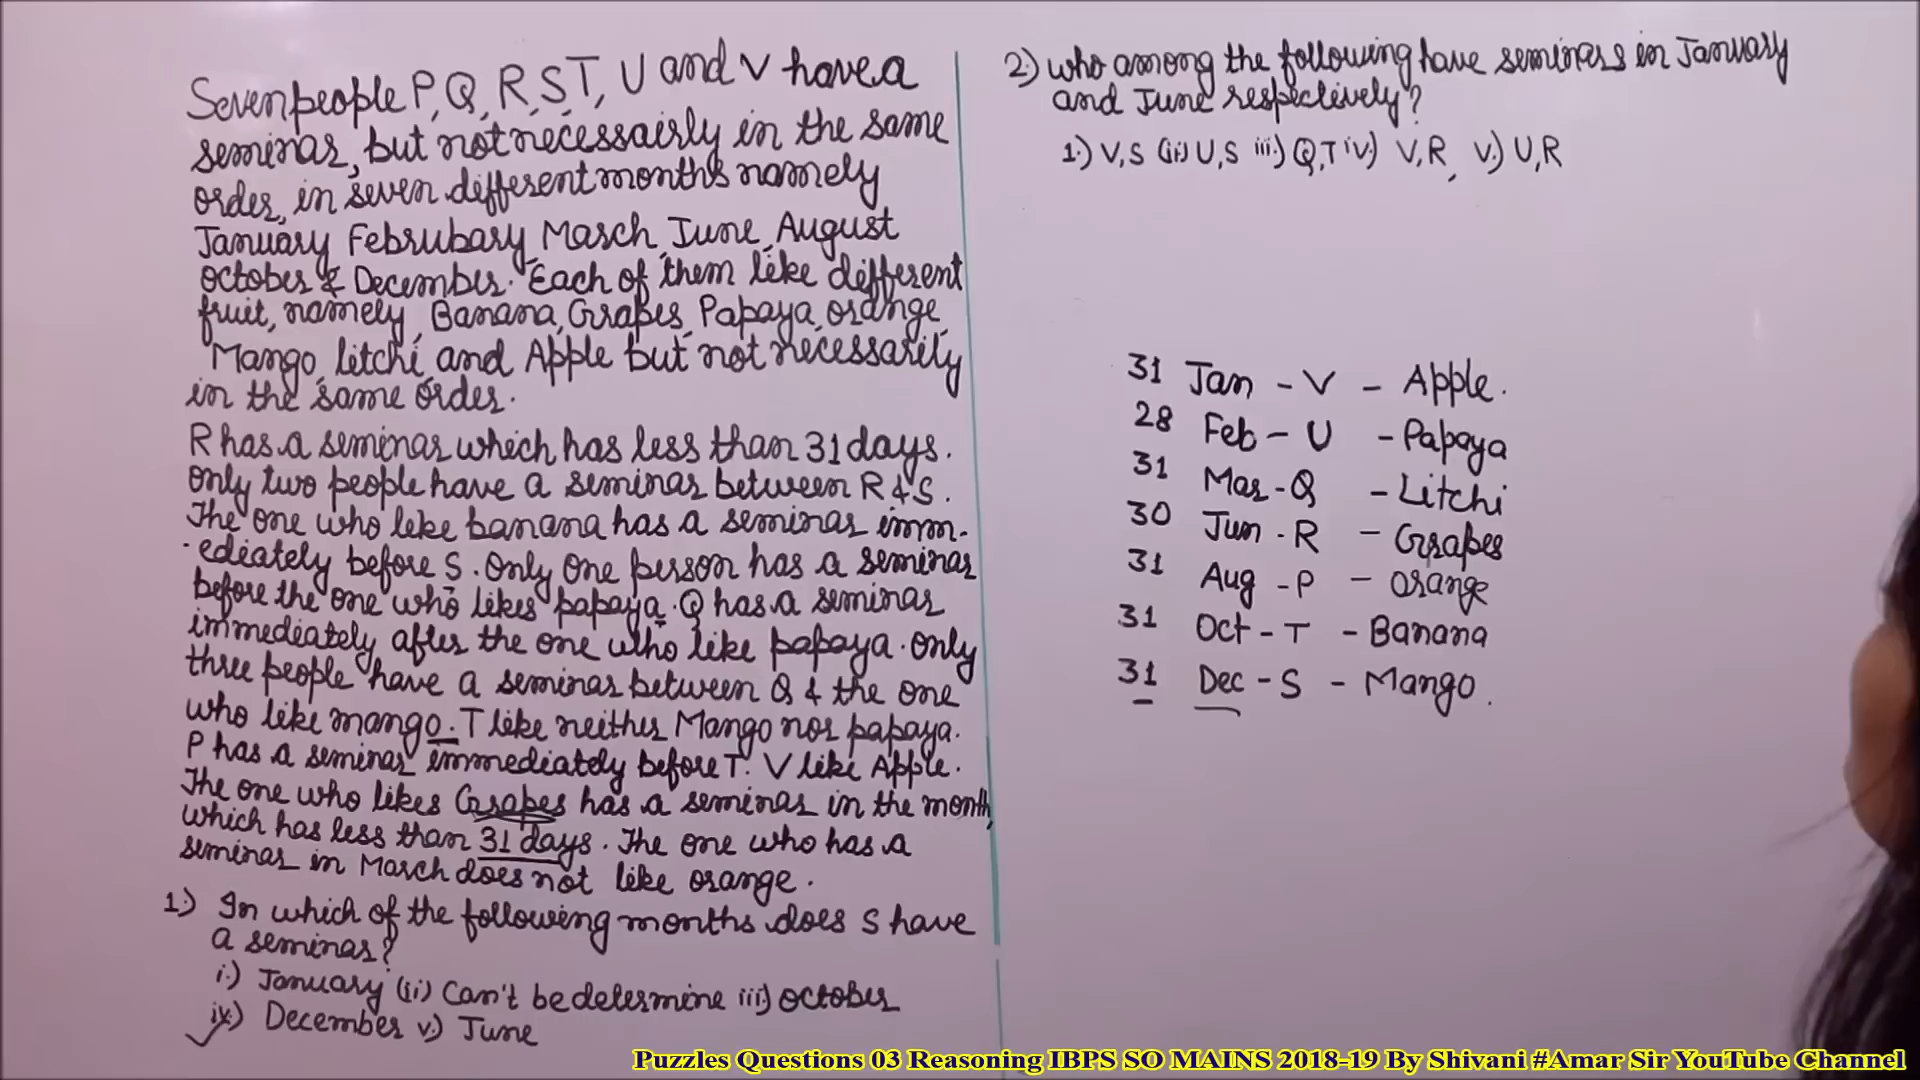 Seven people P, Q, R, S, T, U and V have a
seminar, but not necessairly in the same
order, in seven different months namely
January, Februbary, March, June, August
October & December. Each of them like different
fruit, namely, Banana, Grapes, Papaya, orange,
Mango, litchi, and Apple but not necessarily
in the same order.
R has a seminar which has less than 31 days.
only two people have a seminar between R & S.
The one who like banana has a seminar imm-
ediately before S. Only one person has a seminar
before the one who likes papaya. Q has a seminar
immediately after the one who like papaya. only
three people have a seminar between Q & the one
who like mango. T like neither Mango nor papaya.
P has a seminar immediately before T. V like Apple.
The one who likes Grapes has a seminar in the month,
which has less than 31 days. The one who has a
seminar in March does not like orange.
1.) In which of the following months does S have
a seminar?
i.) January (ii) Can't be determine iii) october
iv.) December v.) June
2.) who among the following have seminars in January
and June respectively?
1.) V,S (ii) U,S iii.) Q,T iv.) V,R, v.) U,R
31 Jan - V - Apple.
28 Feb - U - Papaya
31 Mar - Q - Litchi
30 Jun - R - Grapes
31 Aug - P - orange
31 Oct - T - Banana
31 Dec - S - Mango.
Puzzles Questions 03 Reasoning IBPS SO MAINS 2018-19 By Shivani #Amar Sir YouTube Channel